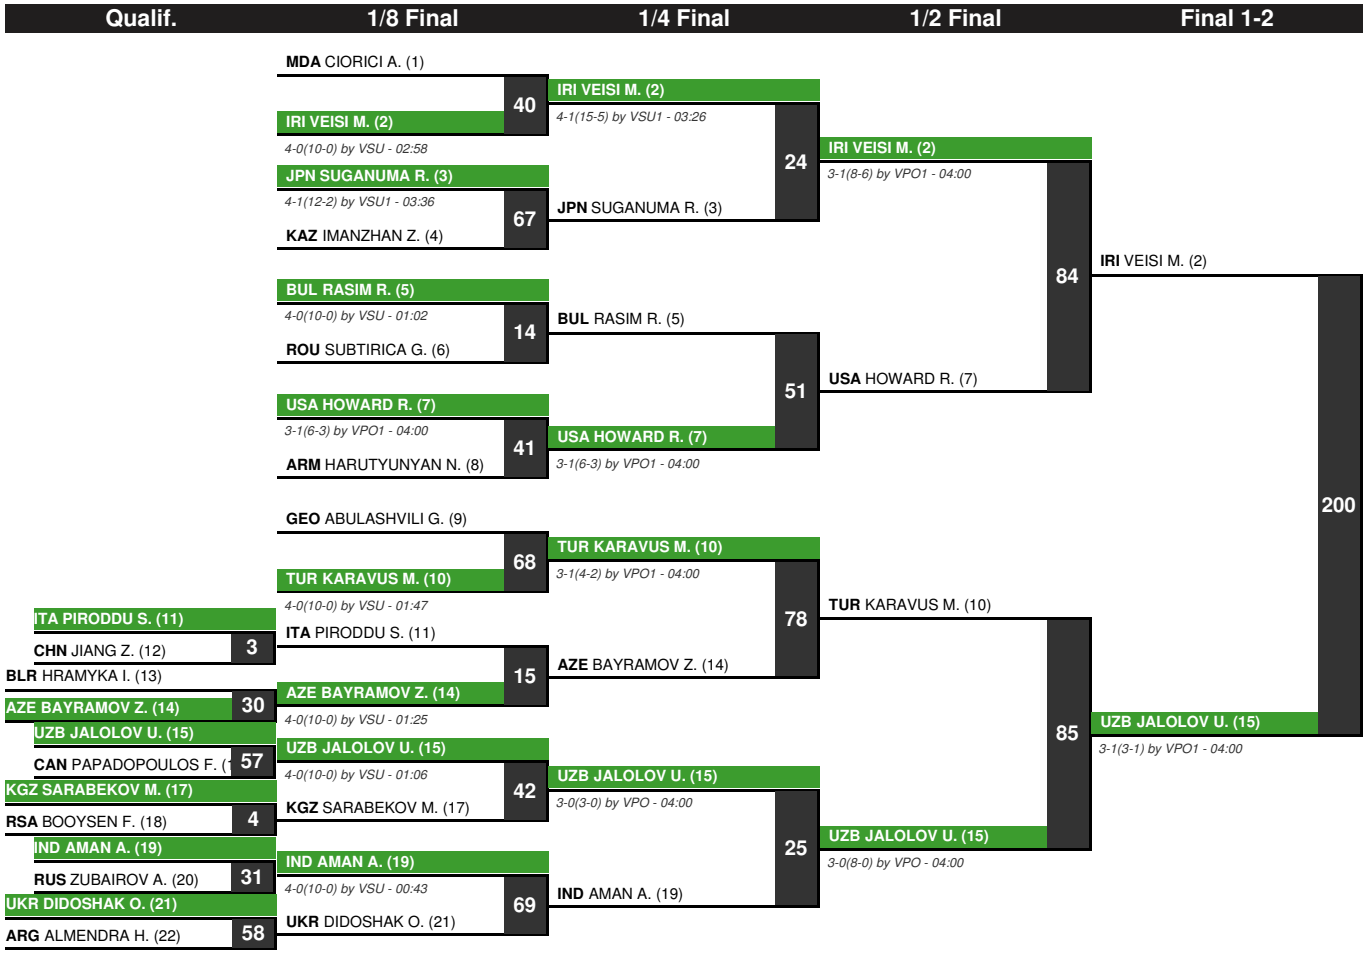 Qualif. 1/8 Final 1/4 Final 1/2 Final Final 1-2
MDA CIORICI A. (1)
40
IRI VEISI M. (2)
4-0(10-0) by VSU - 02:58
JPN SUGANUMA R. (3)
4-1(12-2) by VSU1 - 03:36
67
KAZ IMANZHAN Z. (4)
BUL RASIM R. (5)
4-0(10-0) by VSU - 01:02
14
ROU SUBTIRICA G. (6)
USA HOWARD R. (7)
3-1(6-3) by VPO1 - 04:00
41
ARM HARUTYUNYAN N. (8)
GEO ABULASHVILI G. (9)
68
TUR KARAVUS M. (10)
4-0(10-0) by VSU - 01:47
ITA PIRODDU S. (11)
3
CHN JIANG Z. (12)
BLR HRAMYKA I. (13)
30
AZE BAYRAMOV Z. (14)
UZB JALOLOV U. (15)
57
CAN PAPADOPOULOS F. (1
KGZ SARABEKOV M. (17)
4
RSA BOOYSEN F. (18)
IND AMAN A. (19)
31
RUS ZUBAIROV A. (20)
UKR DIDOSHAK O. (21)
58
ARG ALMENDRA H. (22)
ITA PIRODDU S. (11)
15
AZE BAYRAMOV Z. (14)
4-0(10-0) by VSU - 01:25
UZB JALOLOV U. (15)
4-0(10-0) by VSU - 01:06
42
KGZ SARABEKOV M. (17)
IND AMAN A. (19)
4-0(10-0) by VSU - 00:43
69
UKR DIDOSHAK O. (21)
IRI VEISI M. (2)
4-1(15-5) by VSU1 - 03:26
24
JPN SUGANUMA R. (3)
BUL RASIM R. (5)
51
USA HOWARD R. (7)
3-1(6-3) by VPO1 - 04:00
TUR KARAVUS M. (10)
3-1(4-2) by VPO1 - 04:00
78
AZE BAYRAMOV Z. (14)
UZB JALOLOV U. (15)
3-0(3-0) by VPO - 04:00
25
IND AMAN A. (19)
IRI VEISI M. (2)
3-1(8-6) by VPO1 - 04:00
84
USA HOWARD R. (7)
TUR KARAVUS M. (10)
85
UZB JALOLOV U. (15)
3-0(8-0) by VPO - 04:00
IRI VEISI M. (2)
200
UZB JALOLOV U. (15)
3-1(3-1) by VPO1 - 04:00